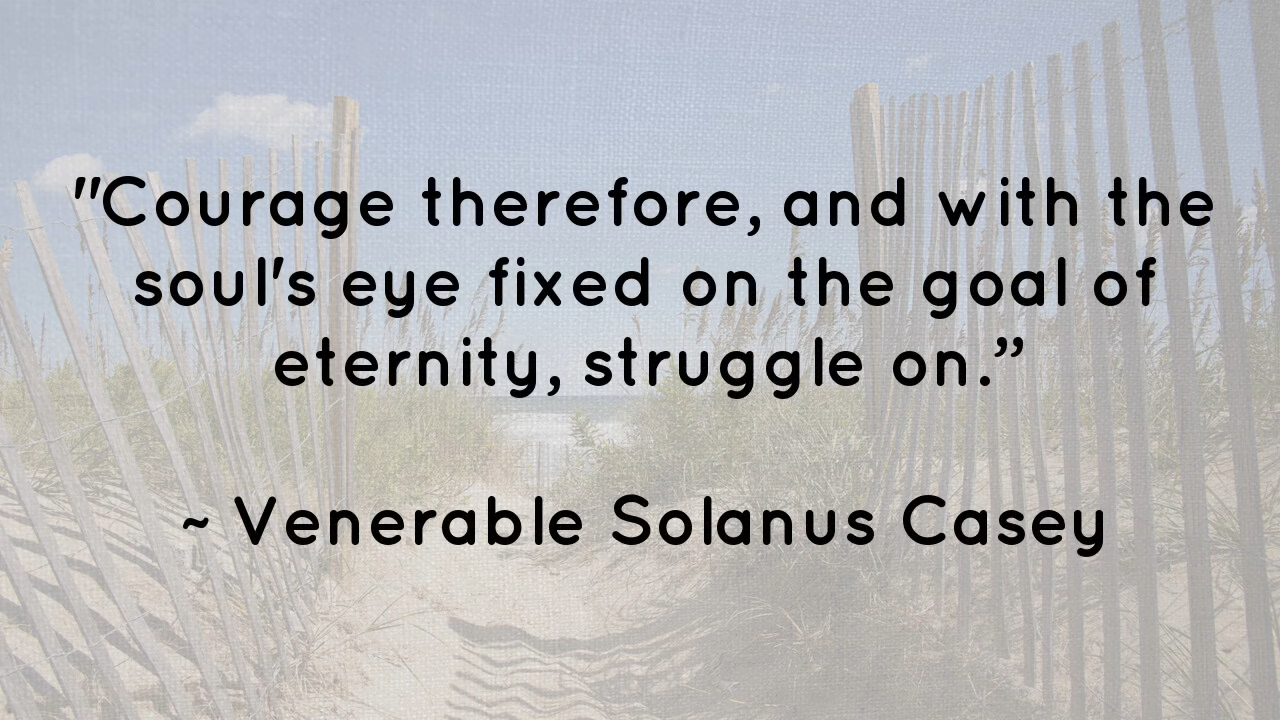 "Courage therefore, and with the
soul's eye fixed on the goal of
eternity, struggle on.”
~ Venerable Solanus Casey